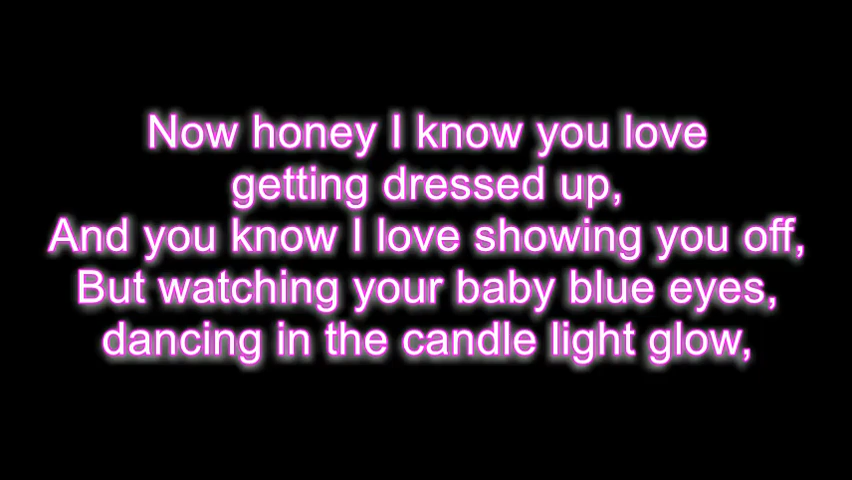 Now honey I know you love
getting dressed up,
And you know I love showing you off,
But watching your baby blue eyes,
dancing in the candle light glow,